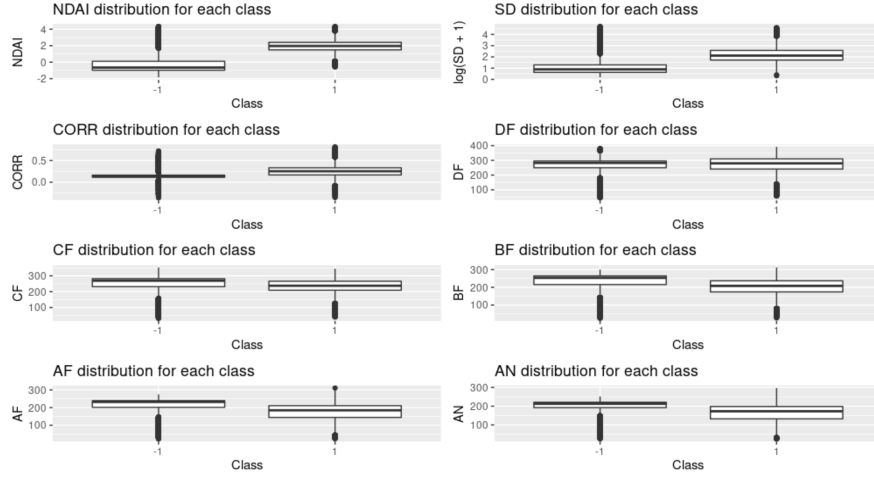 NDAI distribution for each class
NDAI
4
2
0
-2
-1
1
Class
SD distribution for each class
log(SD + 1)
4
3
2
1
0
-1
1
Class
CORR distribution for each class
CORR
0.5
0.0
-1
1
Class
DF distribution for each class
DF
400
300
200
100
-1
1
Class
CF distribution for each class
CF
300
200
100
-1
1
Class
BF distribution for each class
BF
300
200
100
-1
1
Class
AF distribution for each class
AF
300
200
100
-1
1
Class
AN distribution for each class
AN
300
200
100
-1
1
Class